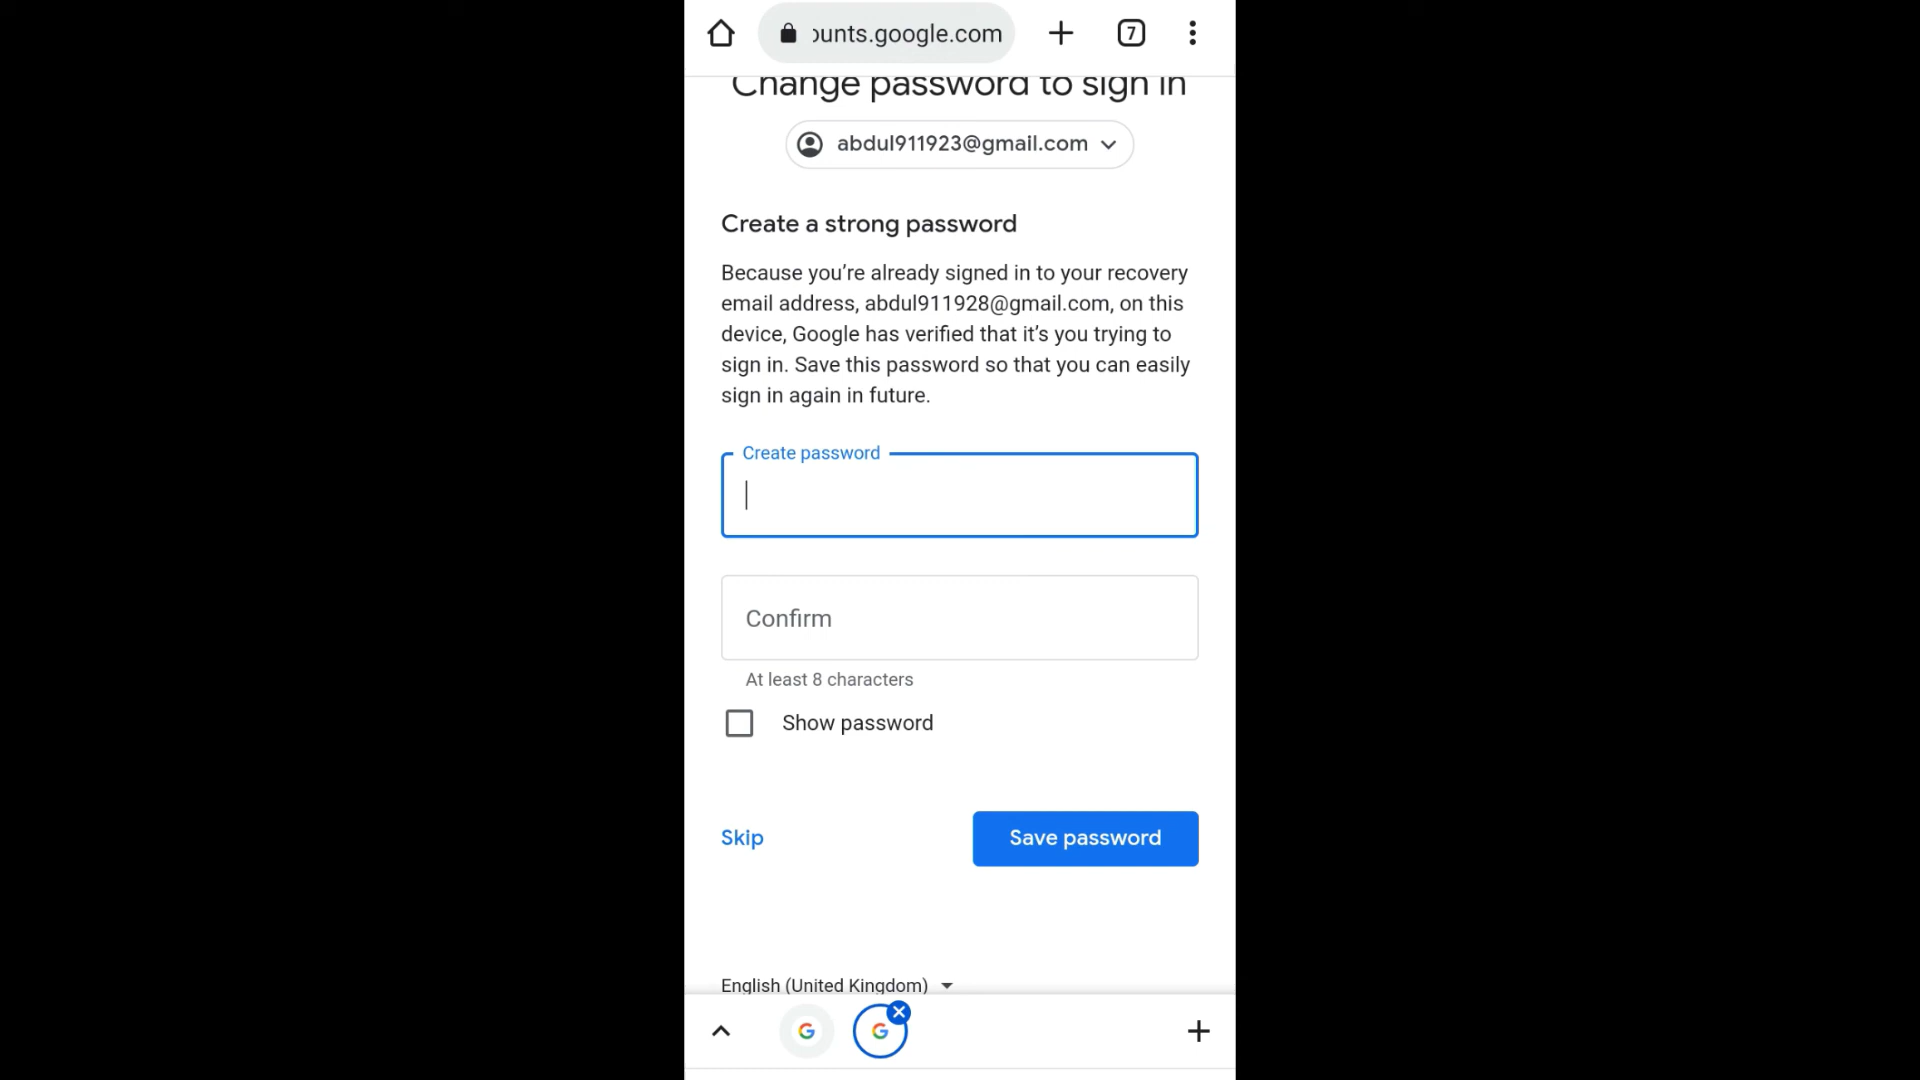 ounts.google.com
7
Change password to sign in
abdul911923@gmail.com
Create a strong password
Because you’re already signed in to your recovery
email address, abdul911928@gmail.com, on this
device, Google has verified that it’s you trying to
sign in. Save this password so that you can easily
sign in again in future.
Create password
Confirm
At least 8 characters
Show password
Skip
Save password
English (United Kingdom)
G
G